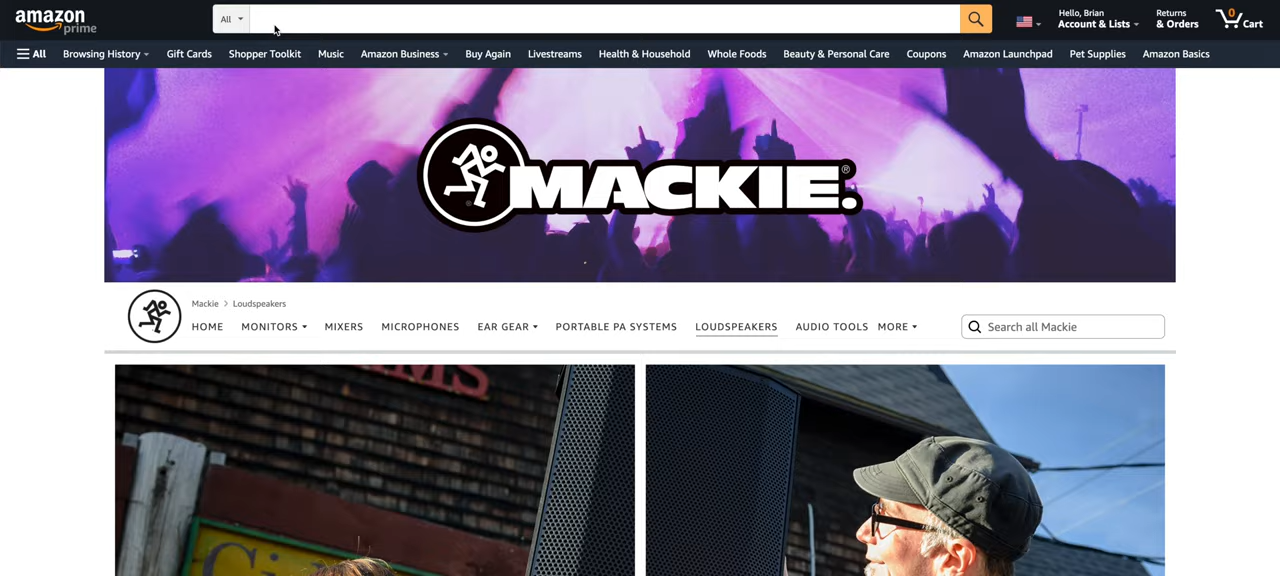 amazon
prime
All
Hello, Brian
Account & Lists
Returns
& Orders
0
Cart
All
Browsing History
Gift Cards
Shopper Toolkit
Music
Amazon Business
Buy Again
Livestreams
Health & Household
Whole Foods
Beauty & Personal Care
Coupons
Amazon Launchpad
Pet Supplies
Amazon Basics
MACKIE.®
Mackie > Loudspeakers
HOME
MONITORS
MIXERS
MICROPHONES
EAR GEAR
PORTABLE PA SYSTEMS
LOUDSPEAKERS
AUDIO TOOLS
MORE
Search all Mackie